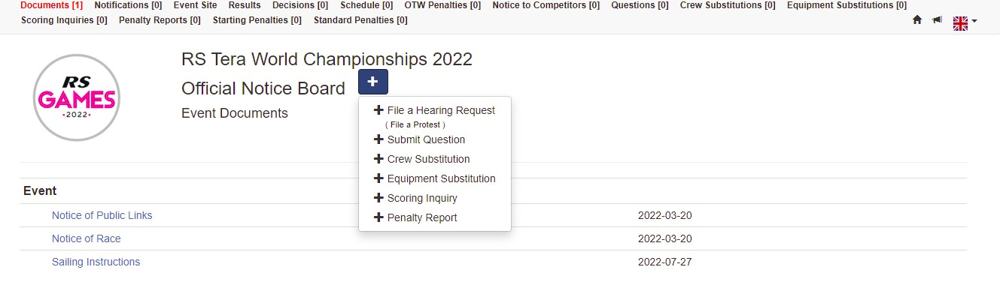 Documents [1] Notifications [0] Event Site Results Decisions [0] Schedule [0] OTW Penalties [0] Notice to Competitors [0] Questions [0] Crew Substitutions [0] Equipment Substitutions [0]
Scoring Inquiries [0] Penalty Reports [0] Starting Penalties [0] Standard Penalties [0]
RS
GAMES
·2022·
RS Tera World Championships 2022
Official Notice Board
Event Documents
File a Hearing Request
( File a Protest )
Submit Question
Crew Substitution
Equipment Substitution
Scoring Inquiry
Penalty Report
Event
Notice of Public Links 2022-03-20
Notice of Race 2022-03-20
Sailing Instructions 2022-07-27